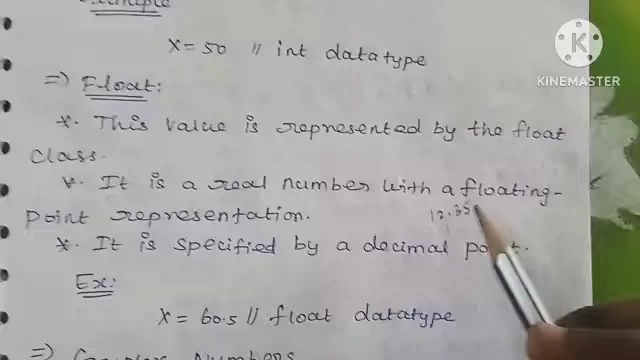 Example
X = 50 // int datatype
K
KINEMASTER
=> Float:
*. This value is represented by the float
class.
*. It is a real number with a floating-
point representation.
12.35
*. It is specified by a decimal point.
Ex:
X = 60.5 // float datatype
=> Complex Numbers